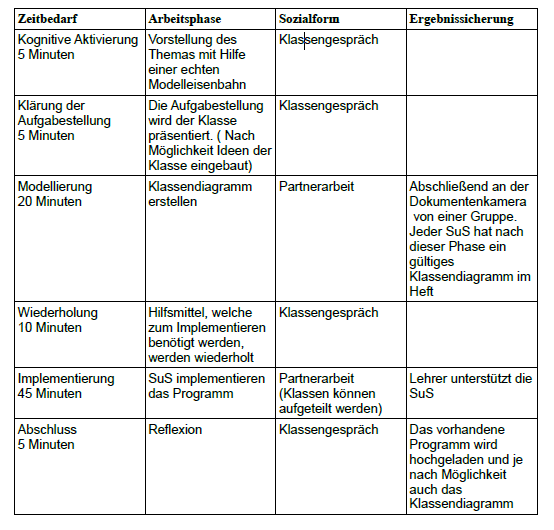 Zeitbedarf Arbeitsphase Sozialform Ergebnissicherung
Kognitive Aktivierung
5 Minuten
Vorstellung des
Themas mit Hilfe
einer echten
Modelleisenbahn
Klassengespräch
Klärung der
Aufgabestellung
5 Minuten
Die Aufgabestellung
wird der Klasse
präsentiert. ( Nach
Möglichkeit Ideen der
Klasse eingebaut)
Klassengespräch
Modellierung
20 Minuten
Klassendiagramm
erstellen
Partnerarbeit
Abschließend an der
Dokumentenkamera
von einer Gruppe.
Jeder SuS hat nach
dieser Phase ein
gültiges
Klassendiagramm im
Heft
Wiederholung
10 Minuten
Hilfsmittel, welche
zum Implementieren
benötigt werden,
werden wiederholt
Klassengespräch
Implementierung
45 Minuten
SuS implementieren
das Programm
Partnerarbeit
(Klassen können
aufgeteilt werden)
Lehrer unterstützt die
SuS
Abschluss
5 Minuten
Reflexion
Klassengespräch
Das vorhandene
Programm wird
hochgeladen und je
nach Möglichkeit
auch das
Klassendiagramm